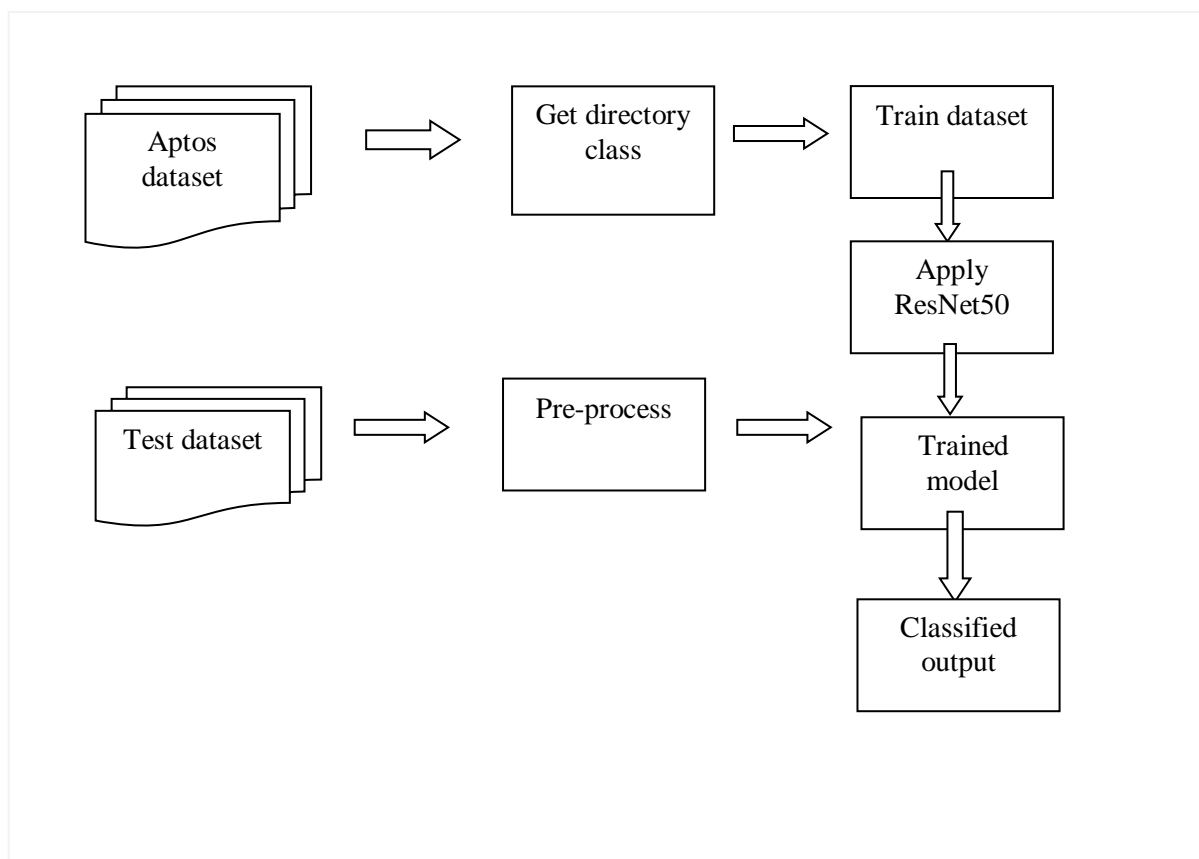 Aptos
dataset
Get directory
class
Train dataset
Apply
ResNet50
Test dataset
Pre-process
Trained
model
Classified
output